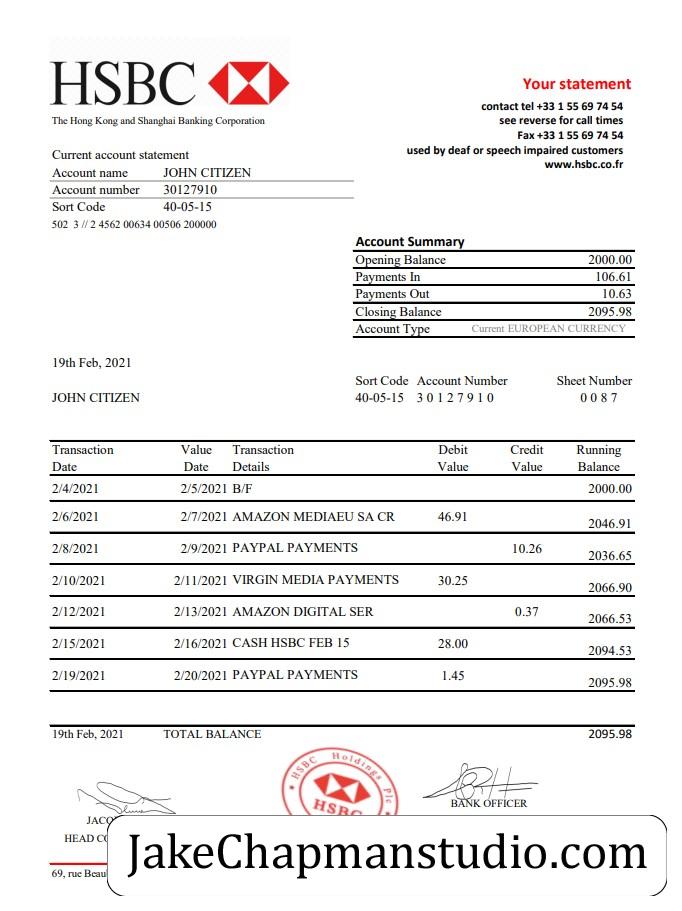 HSBC
The Hong Kong and Shanghai Banking Corporation
Your statement
contact tel +33 1 55 69 74 54
see reverse for call times
Fax +33 1 55 69 74 54
used by deaf or speech impaired customers
www.hsbc.co.fr
Current account statement
Account name JOHN CITIZEN
Account number 30127910
Sort Code 40-05-15
502 3 // 2 4562 00634 00506 200000
Account Summary
Opening Balance 2000.00
Payments In 106.61
Payments Out 10.63
Closing Balance 2095.98
Account Type Current EUROPEAN CURRENCY
19th Feb, 2021
Sort Code Account Number Sheet Number
JOHN CITIZEN 40-05-15 3 0 1 2 7 9 1 0 0 0 8 7
Transaction Value Transaction Debit Credit Running
Date Date Details Value Value Balance
2/4/2021 2/5/2021 B/F 2000.00
2/6/2021 2/7/2021 AMAZON MEDIAEU SA CR 46.91 2046.91
2/8/2021 2/9/2021 PAYPAL PAYMENTS 10.26 2036.65
2/10/2021 2/11/2021 VIRGIN MEDIA PAYMENTS 30.25 2066.90
2/12/2021 2/13/2021 AMAZON DIGITAL SER 0.37 2066.53
2/15/2021 2/16/2021 CASH HSBC FEB 15 28.00 2094.53
2/19/2021 2/20/2021 PAYPAL PAYMENTS 1.45 2095.98
19th Feb, 2021 TOTAL BALANCE 2095.98
HSBC Holdings Plc
HSBC
BANK OFFICER
HEAD
69, rue
JakeChapmanstudio.com